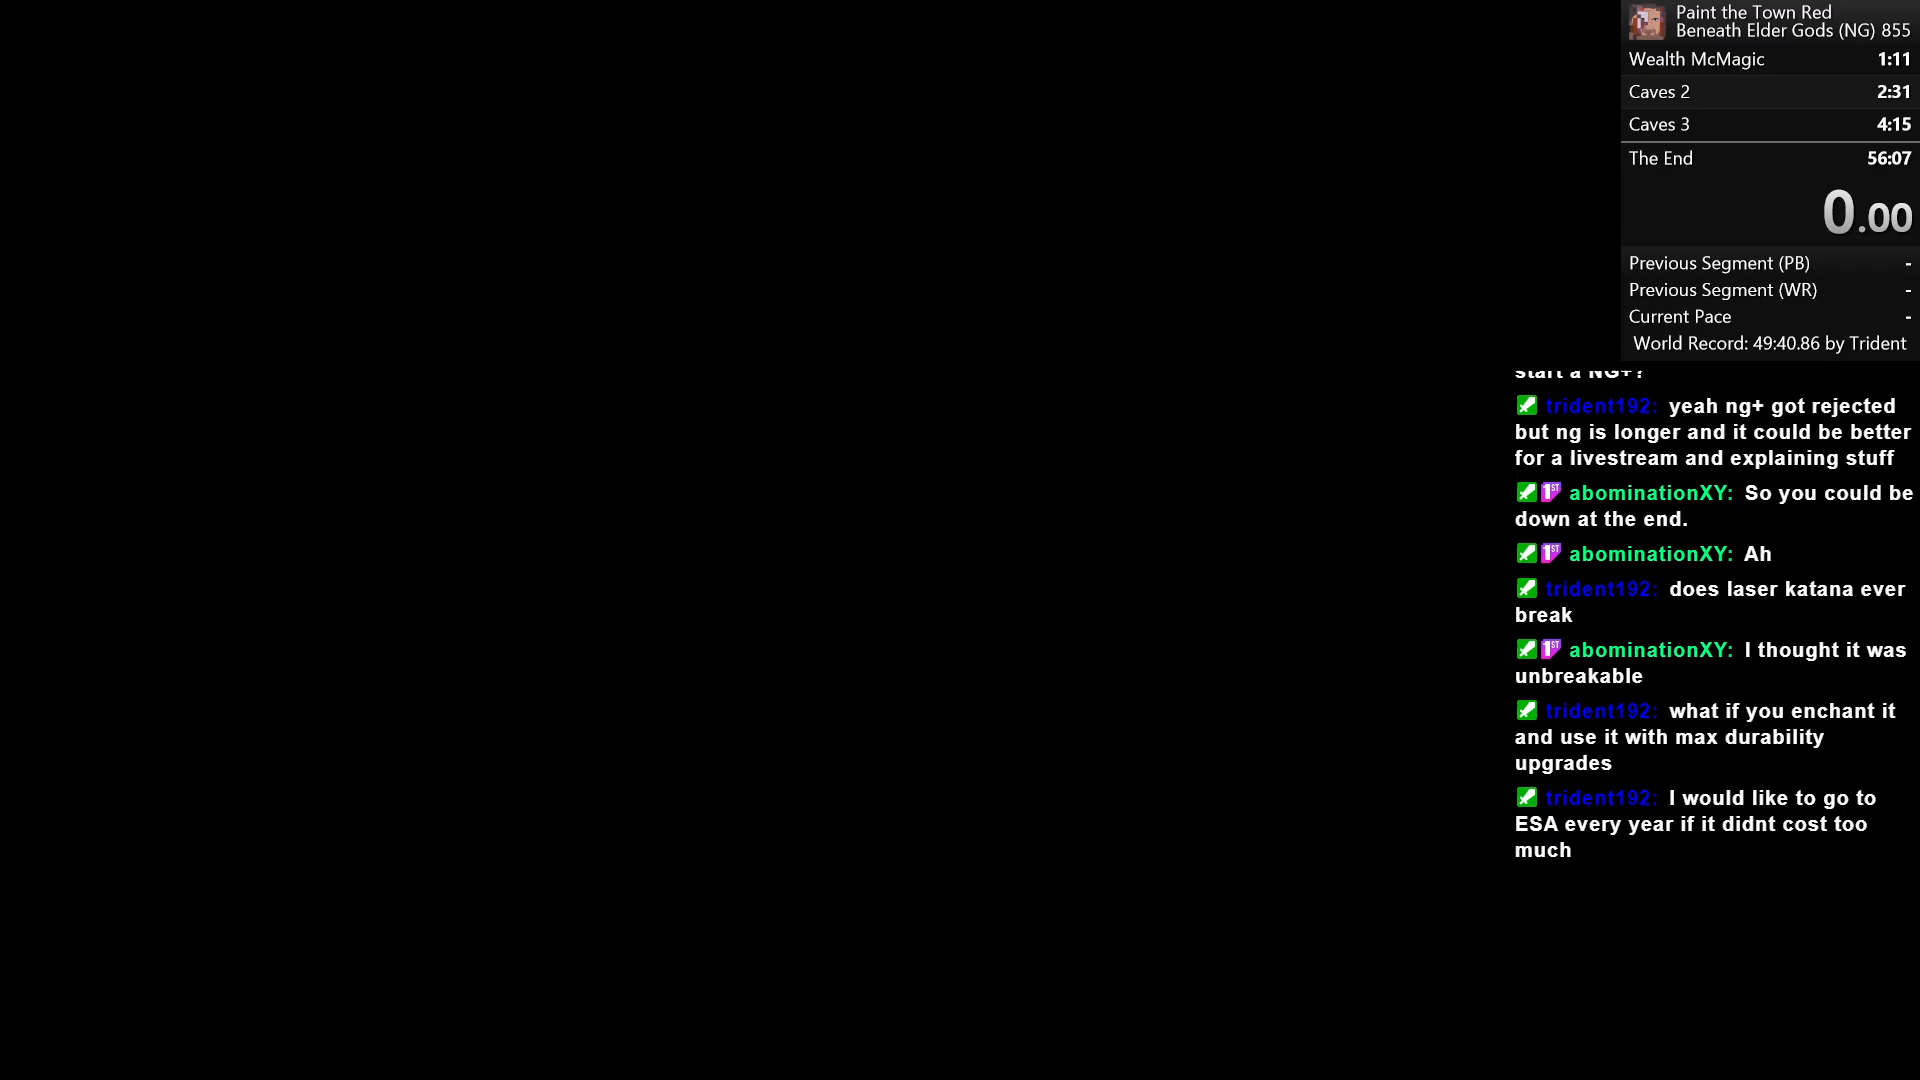 Paint the Town Red
Beneath Elder Gods (NG) 855
Wealth McMagic 1:11
Caves 2 2:31
Caves 3 4:15
The End 56:07
0.00
Previous Segment (PB) -
Previous Segment (WR) -
Current Pace -
World Record: 49:40.86 by Trident
start a NG+?
trident192: yeah ng+ got rejected
but ng is longer and it could be better
for a livestream and explaining stuff
1ST abominationXY: So you could be
down at the end.
1ST abominationXY: Ah
trident192: does laser katana ever
break
1ST abominationXY: I thought it was
unbreakable
trident192: what if you enchant it
and use it with max durability
upgrades
trident192: I would like to go to
ESA every year if it didnt cost too
much